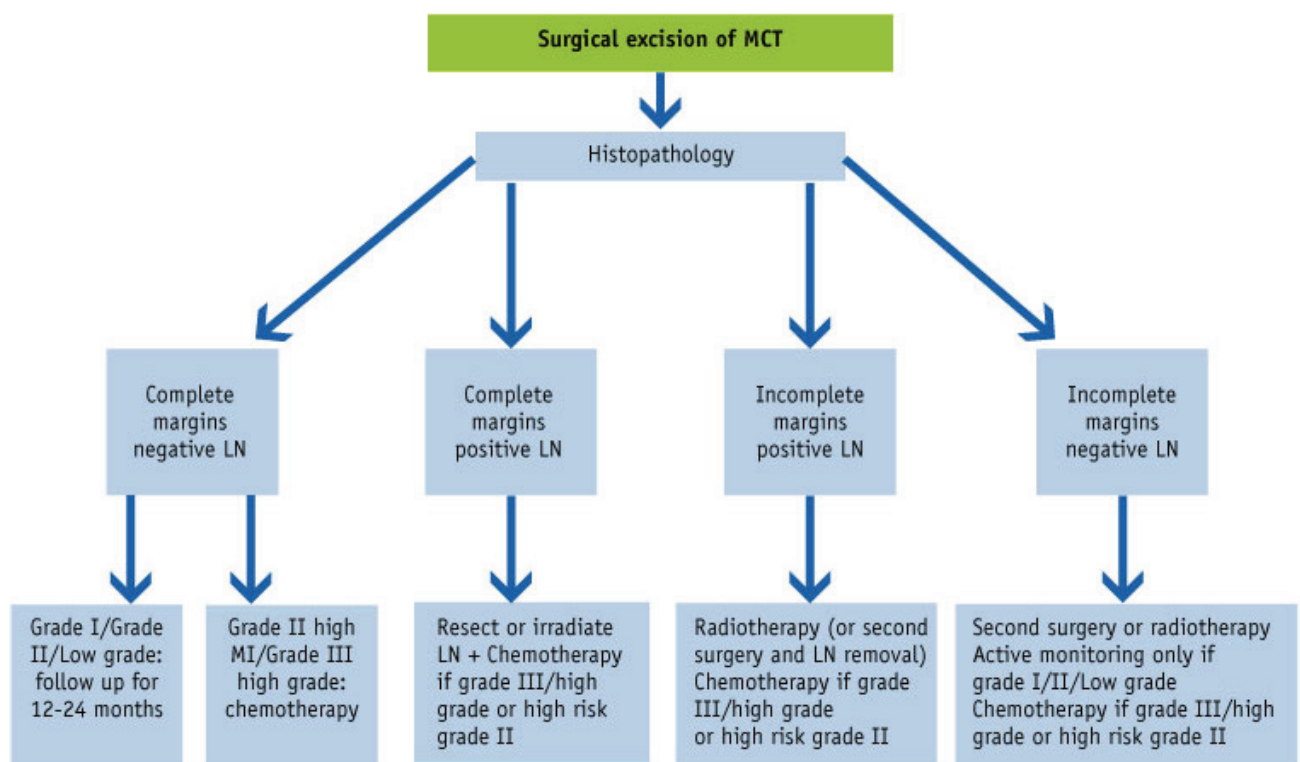 Surgical excision of MCT
Histopathology
Complete
margins
negative LN
Complete
margins
positive LN
Incomplete
margins
positive LN
Incomplete
margins
negative LN
Grade I/Grade
II/Low grade:
follow up for
12-24 months
Grade II high
MI/Grade III
high grade:
chemotherapy
Resect or irradiate
LN + Chemotherapy
if grade III/high
grade or high risk
grade II
Radiotherapy (or second
surgery and LN removal)
Chemotherapy if grade
III/high grade
or high risk grade II
Second surgery or radiotherapy
Active monitoring only if
grade I/II/Low grade
Chemotherapy if grade III/high
grade or high risk grade II